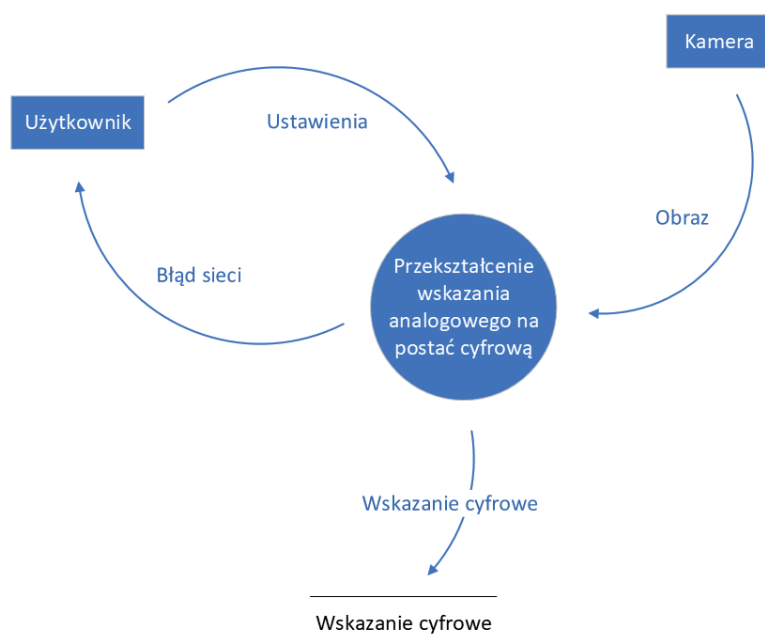 Kamera
Użytkownik
Ustawienia
Obraz
Błąd sieci
Przekształcenie
wskazania
analogowego na
postać cyfrową
Wskazanie cyfrowe
Wskazanie cyfrowe